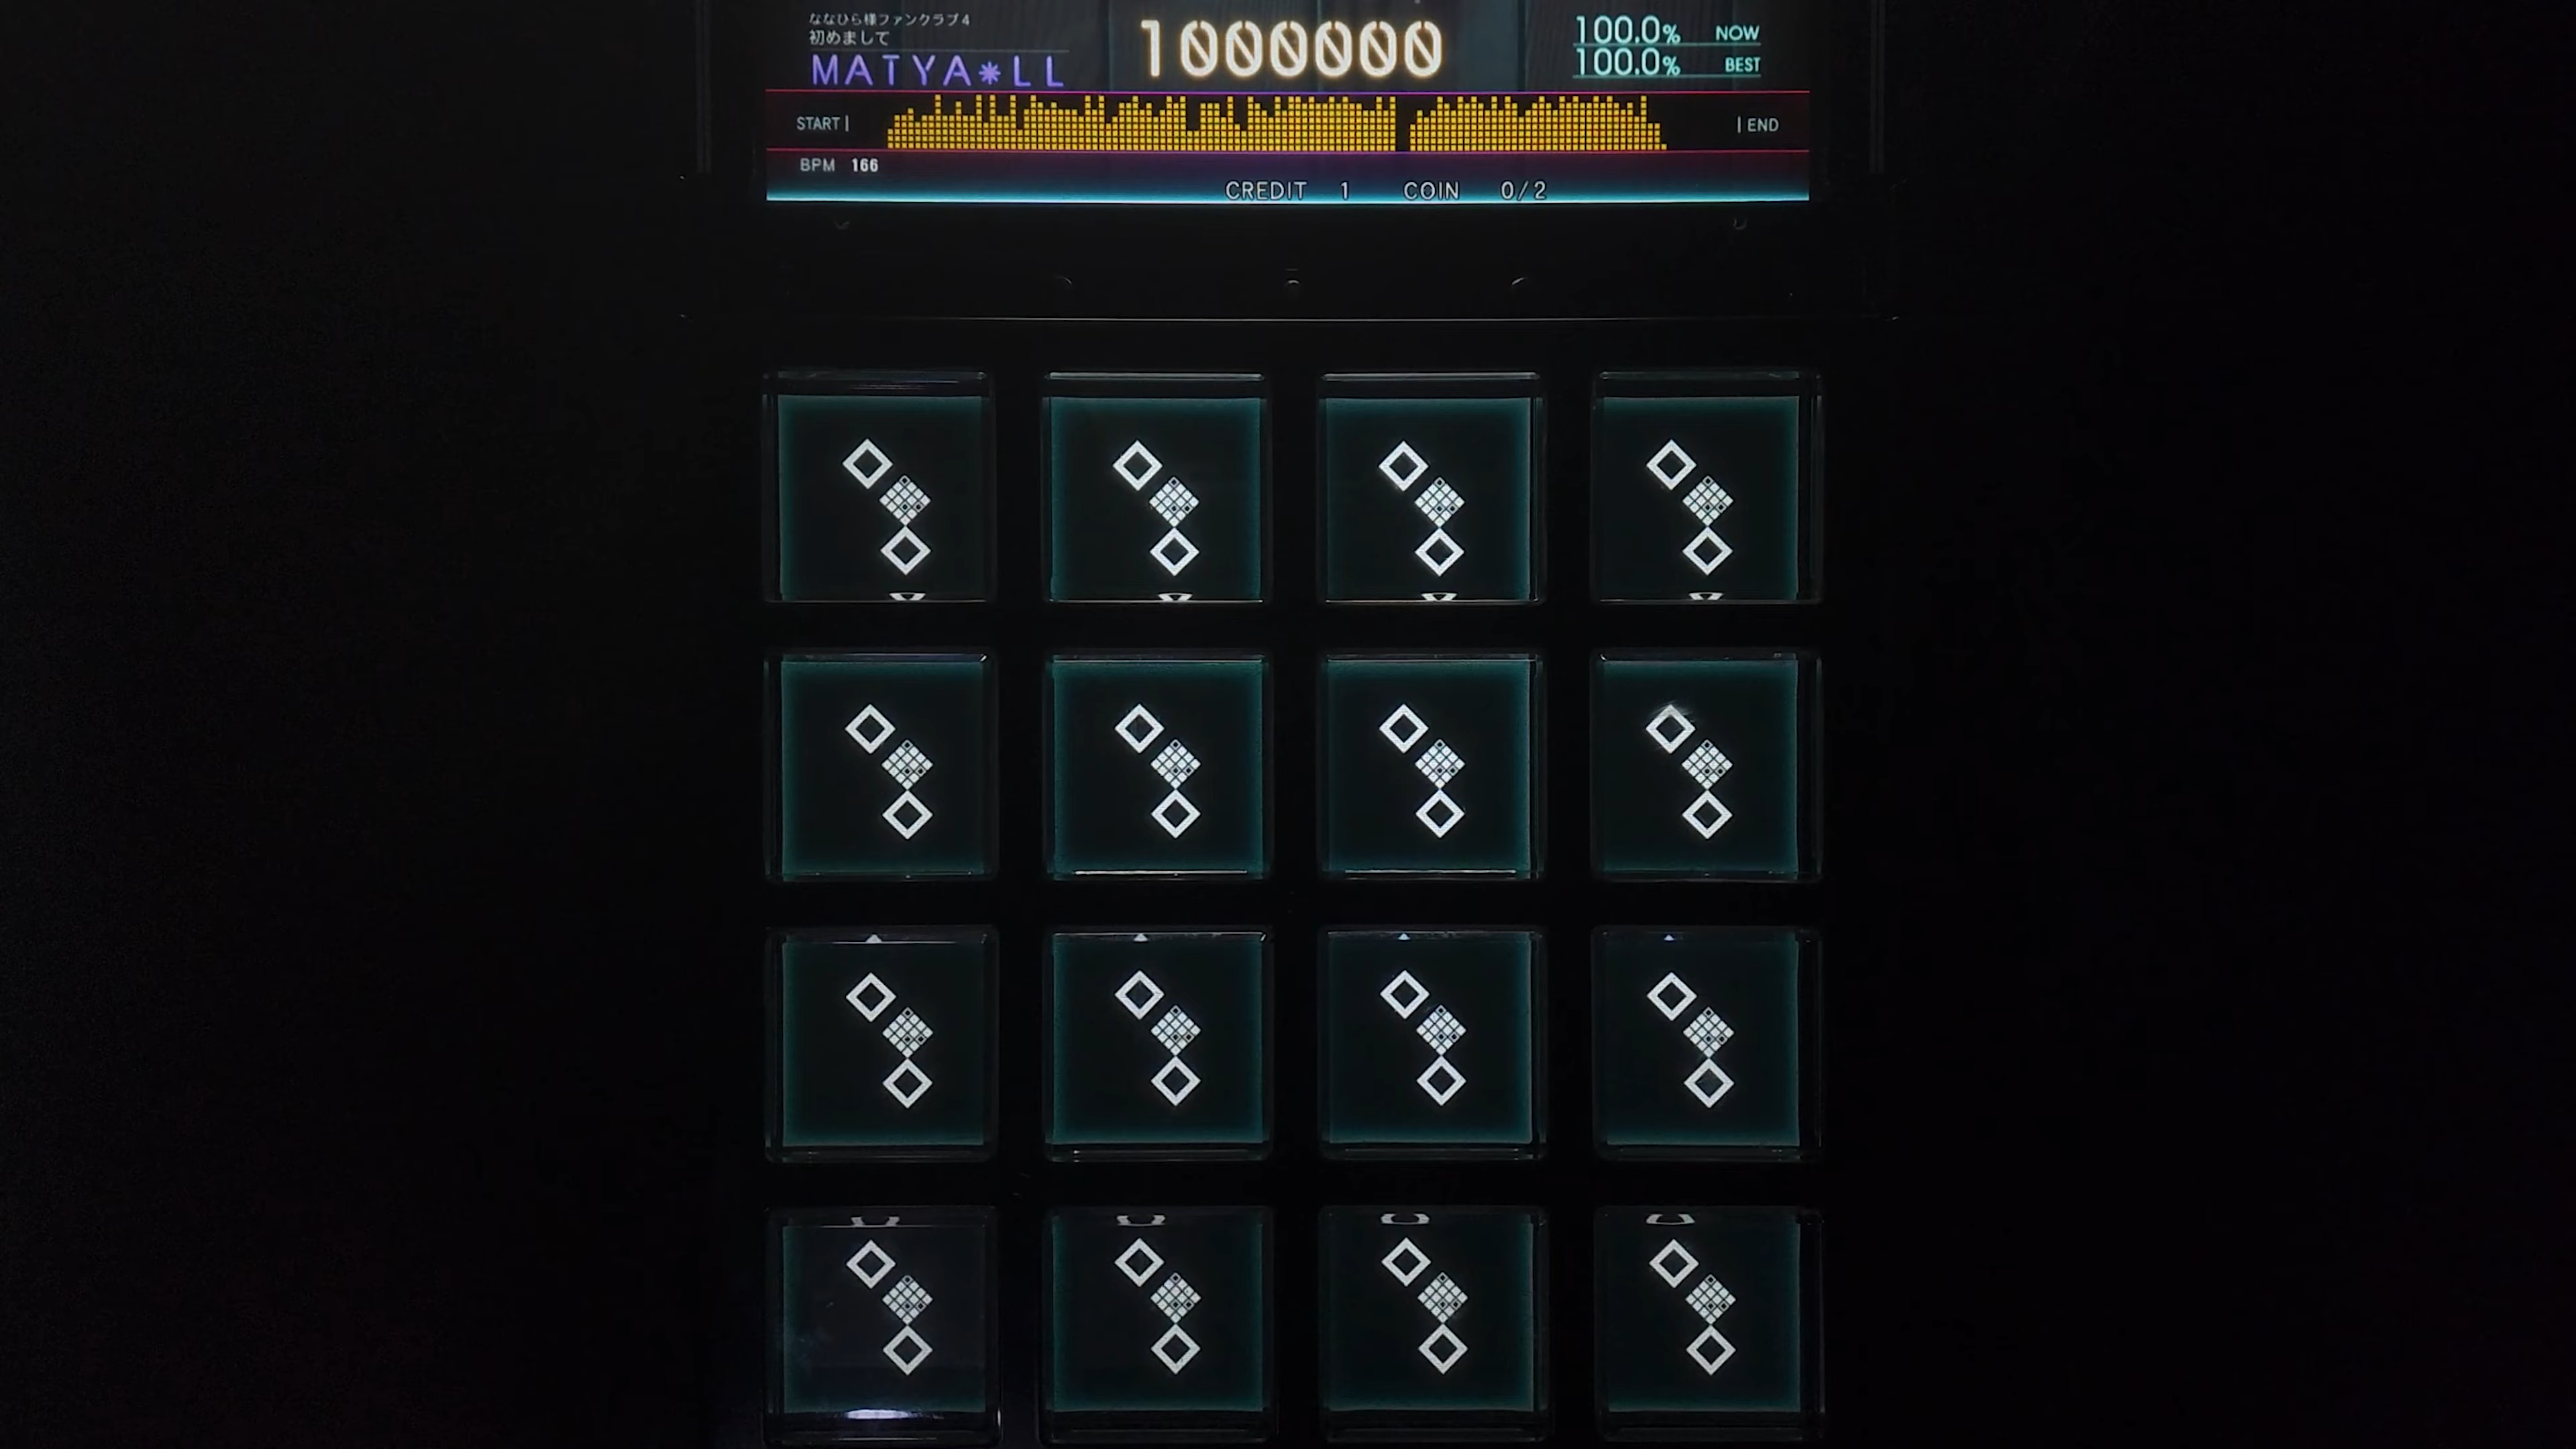 ななひら様ファンクラブ4
初めまして
MATYA*LL
1000000
100.0% NOW
100.0% BEST
START
END
BPM 166
CREDIT 1 COIN 0/2